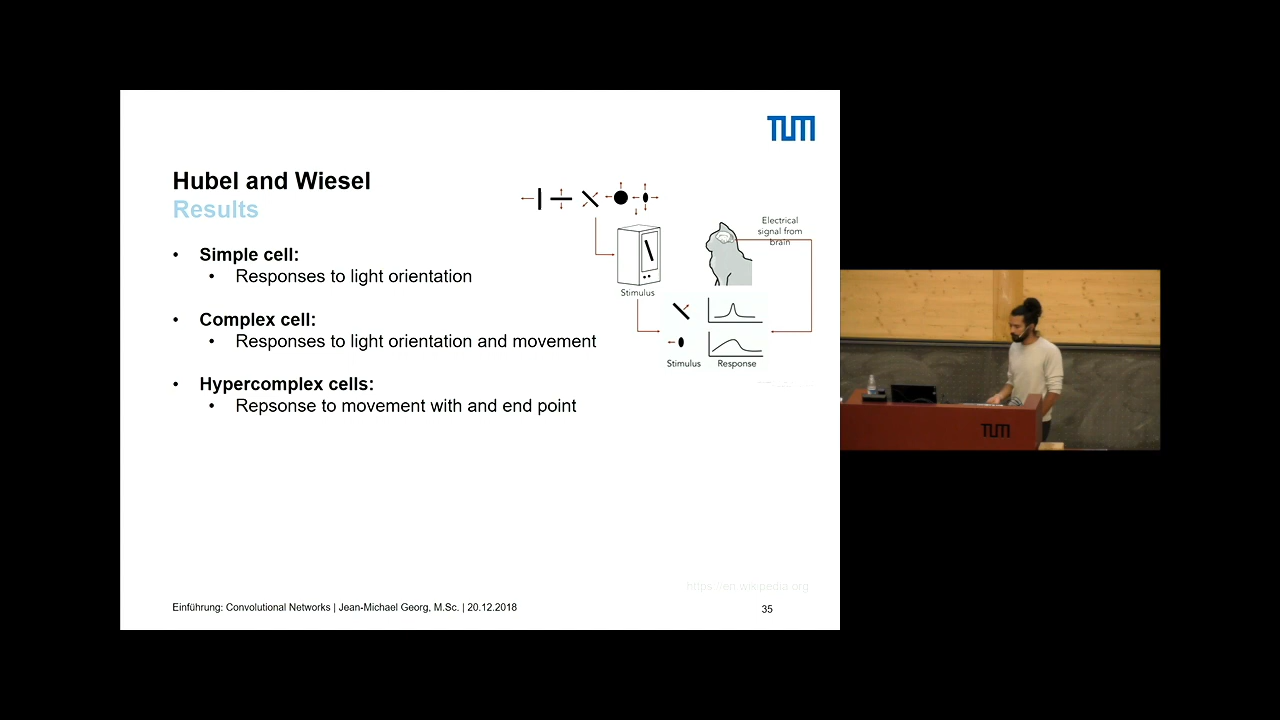 TUM
Hubel and Wiesel
Results
• Simple cell:
• Responses to light orientation
• Complex cell:
• Responses to light orientation and movement
• Hypercomplex cells:
• Repsonse to movement with and end point
Electrical
signal from
brain
Stimulus
Stimulus
Response
https://en.wikipedia.org
Einführung: Convolutional Networks | Jean-Michael Georg, M.Sc. | 20.12.2018
35
TUM